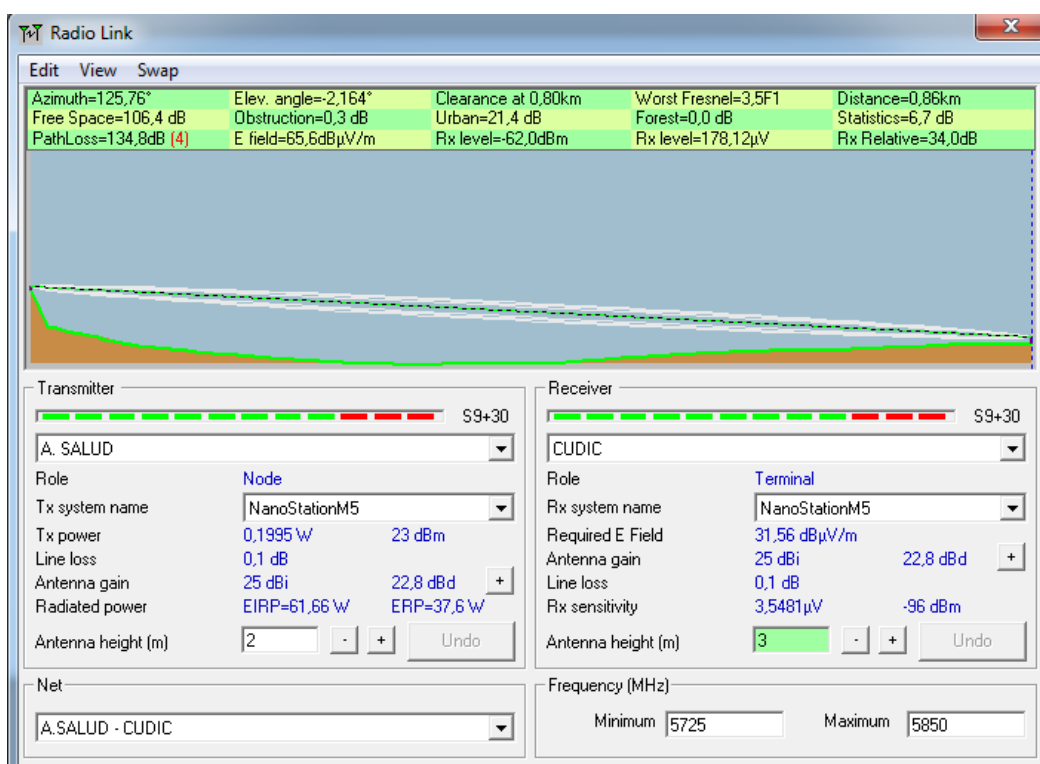 Radio Link
X
Edit View Swap
Azimuth=125,76° Elev. angle=-2,164° Clearance at 0,80km Worst Fresnel=3,5F1 Distance=0,86km
Free Space=106,4 dB Obstruction=0,3 dB Urban=21,4 dB Forest=0,0 dB Statistics=6,7 dB
PathLoss=134,8dB (4) E field=65,6dBµV/m Rx level=-62,0dBm Rx level=178,12µV Rx Relative=34,0dB
Transmitter
S9+30
A. SALUD
Role Node
Tx system name NanoStationM5
Tx power 0,1995 W 23 dBm
Line loss 0,1 dB
Antenna gain 25 dBi 22,8 dBd +
Radiated power EIRP=61,66 W ERP=37,6 W
Antenna height (m) 2 - + Undo
Net
A.SALUD - CUDIC
Receiver
S9+30
CUDIC
Role Terminal
Rx system name NanoStationM5
Required E Field 31,56 dBµV/m
Antenna gain 25 dBi 22,8 dBd +
Line loss 0,1 dB
Rx sensitivity 3,5481µV -96 dBm
Antenna height (m) 3 - + Undo
Frequency (MHz)
Minimum 5725 Maximum 5850